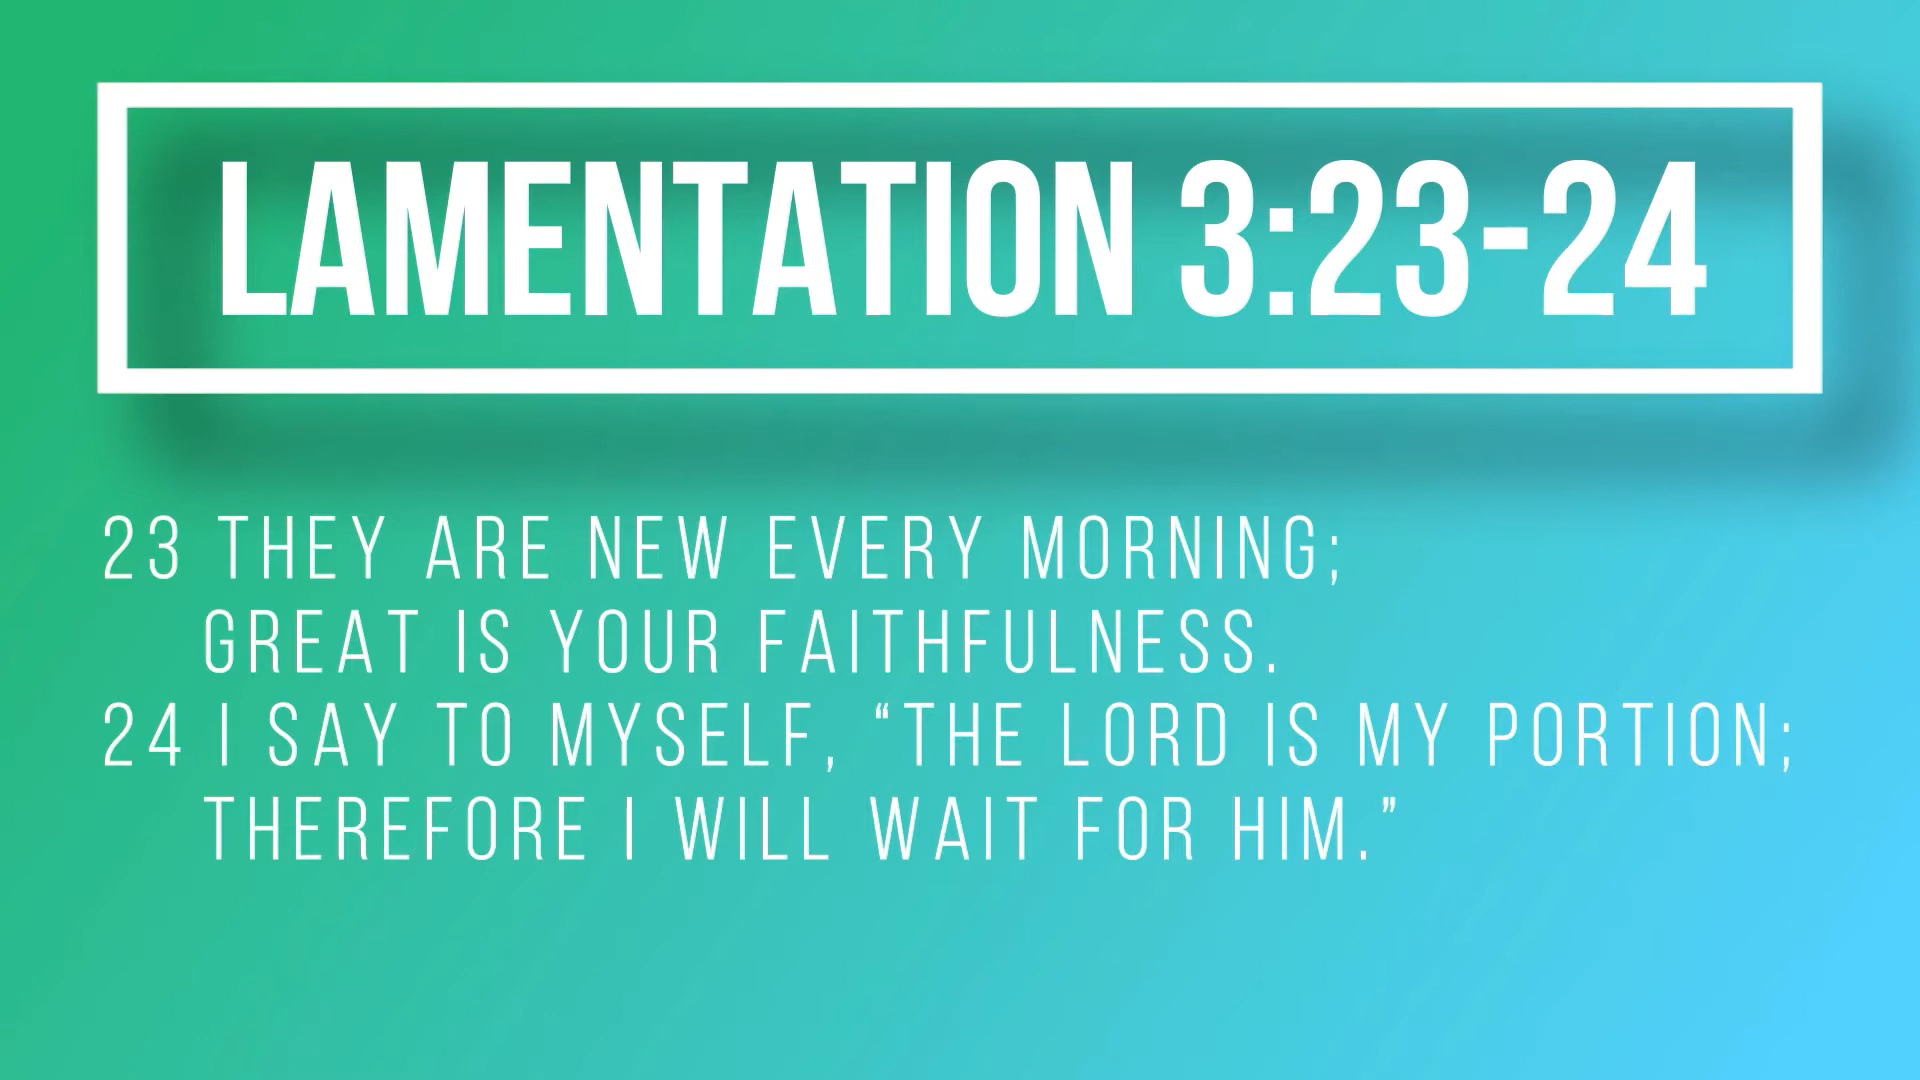 LAMENTATION 3:23-24
23 THEY ARE NEW EVERY MORNING;
GREAT IS YOUR FAITHFULNESS.
24 I SAY TO MYSELF, “THE LORD IS MY PORTION;
THEREFORE I WILL WAIT FOR HIM.”